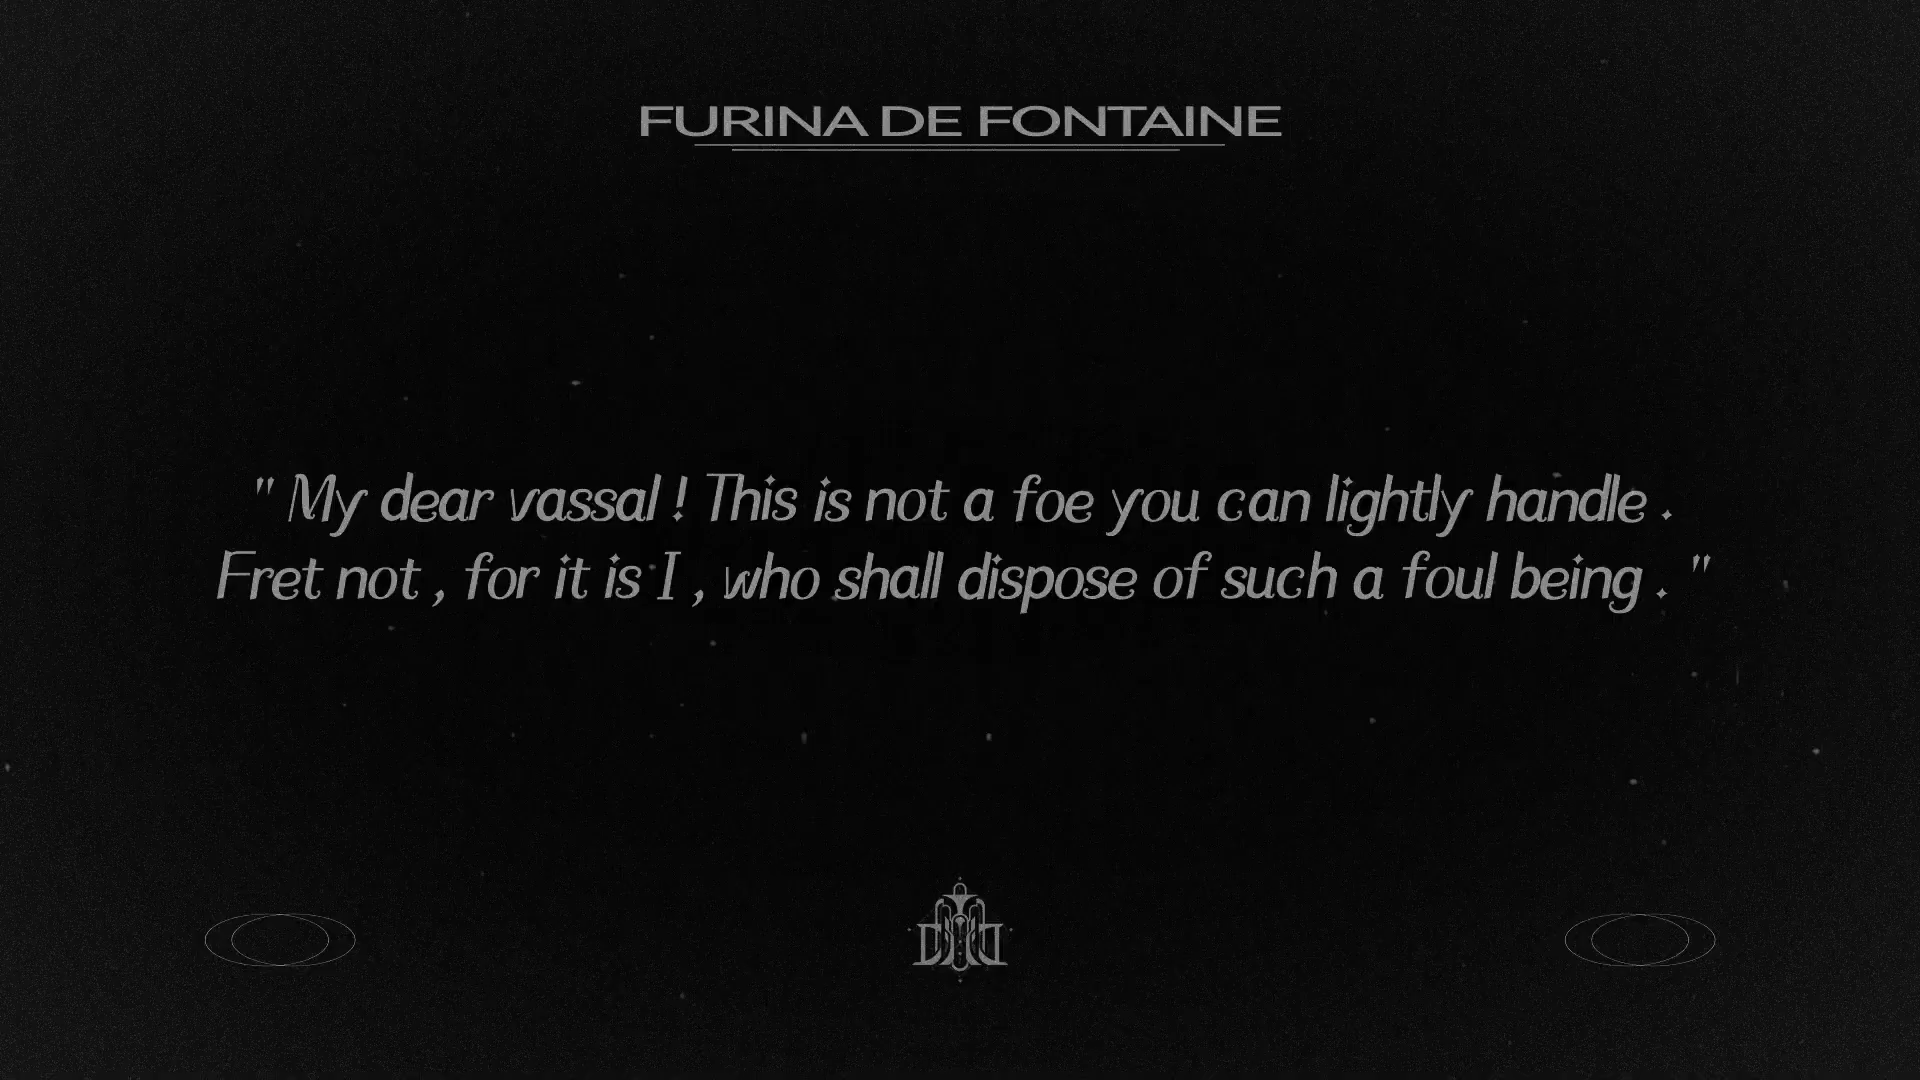 FURINA DE FONTAINE
" My dear vassal ! This is not a foe you can lightly handle .
Fret not , for it is I , who shall dispose of such a foul being . "